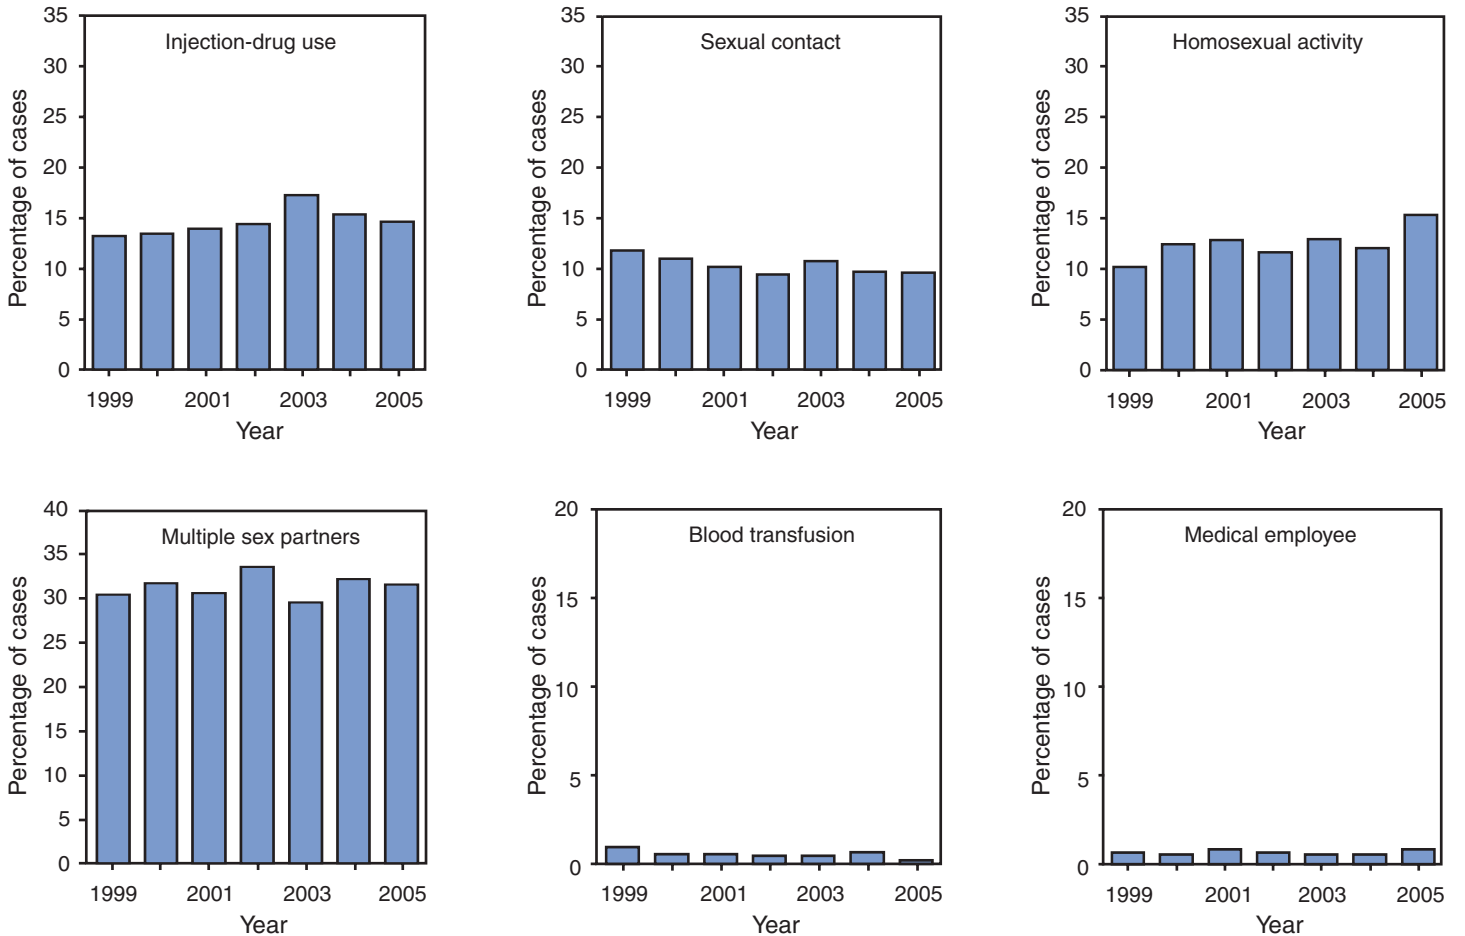 Injection-drug use
Percentage of cases
35
30
25
20
15
10
5
0
1999 2001 2003 2005
Year
Sexual contact
Percentage of cases
35
30
25
20
15
10
5
0
1999 2001 2003 2005
Year
Homosexual activity
Percentage of cases
35
30
25
20
15
10
5
0
1999 2001 2003 2005
Year
Multiple sex partners
Percentage of cases
40
35
30
25
20
15
10
5
0
1999 2001 2003 2005
Year
Blood transfusion
Percentage of cases
20
15
10
5
0
1999 2001 2003 2005
Year
Medical employee
Percentage of cases
20
15
10
5
0
1999 2001 2003 2005
Year